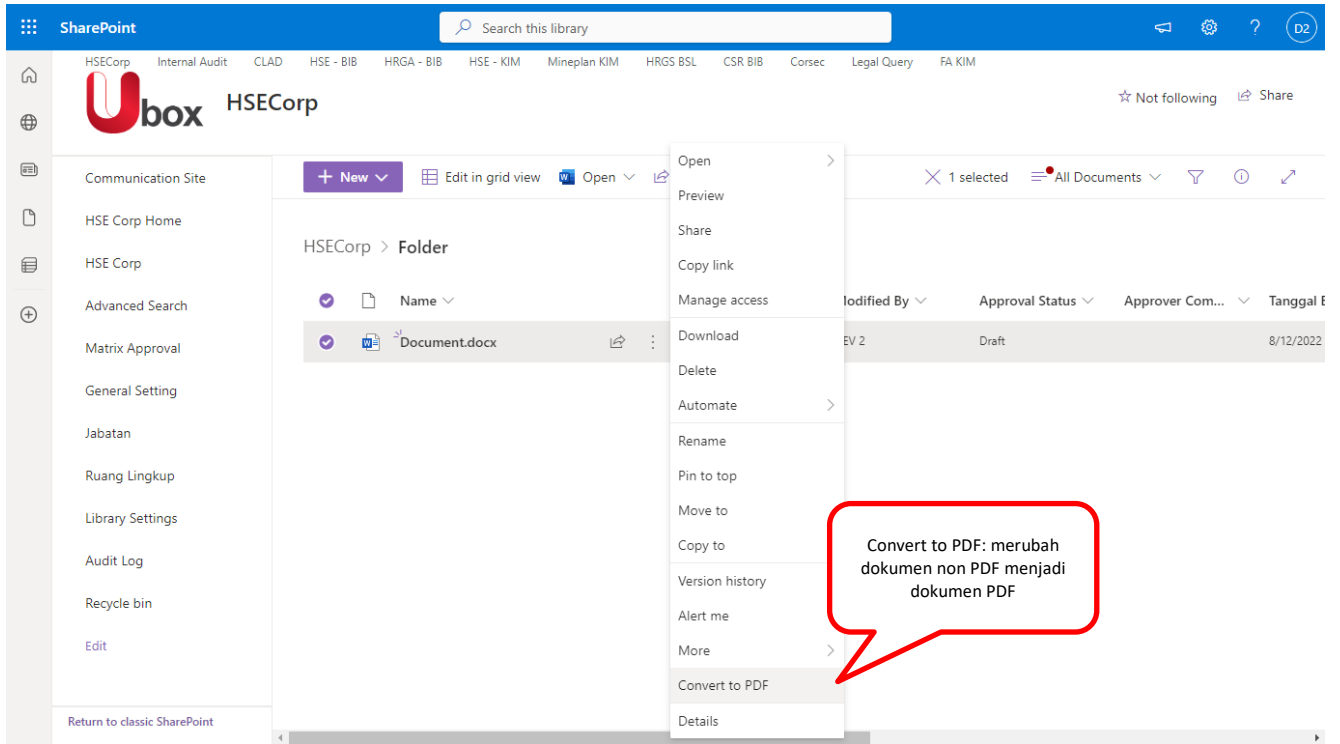 SharePoint
Search this library
D2
HSECorp Internal Audit CLAD HSE - BIB HRGA - BIB HSE - KIM Mineplan KIM HRGS BSL CSR BIB Corsec Legal Query FA KIM
Ubox HSECorp
Not following Share
Communication Site
HSE Corp Home
HSE Corp
Advanced Search
Matrix Approval
General Setting
Jabatan
Ruang Lingkup
Library Settings
Audit Log
Recycle bin
Edit
Return to classic SharePoint
New Edit in grid view Open
1 selected All Documents
HSECorp > Folder
Name
odified By Approval Status Approver Com... Tanggal
Document.docx
EV 2 Draft 8/12/2022
Open
Preview
Share
Copy link
Manage access
Download
Delete
Automate
Rename
Pin to top
Move to
Copy to
Version history
Alert me
More
Convert to PDF
Details
Convert to PDF: merubah
dokumen non PDF menjadi
dokumen PDF